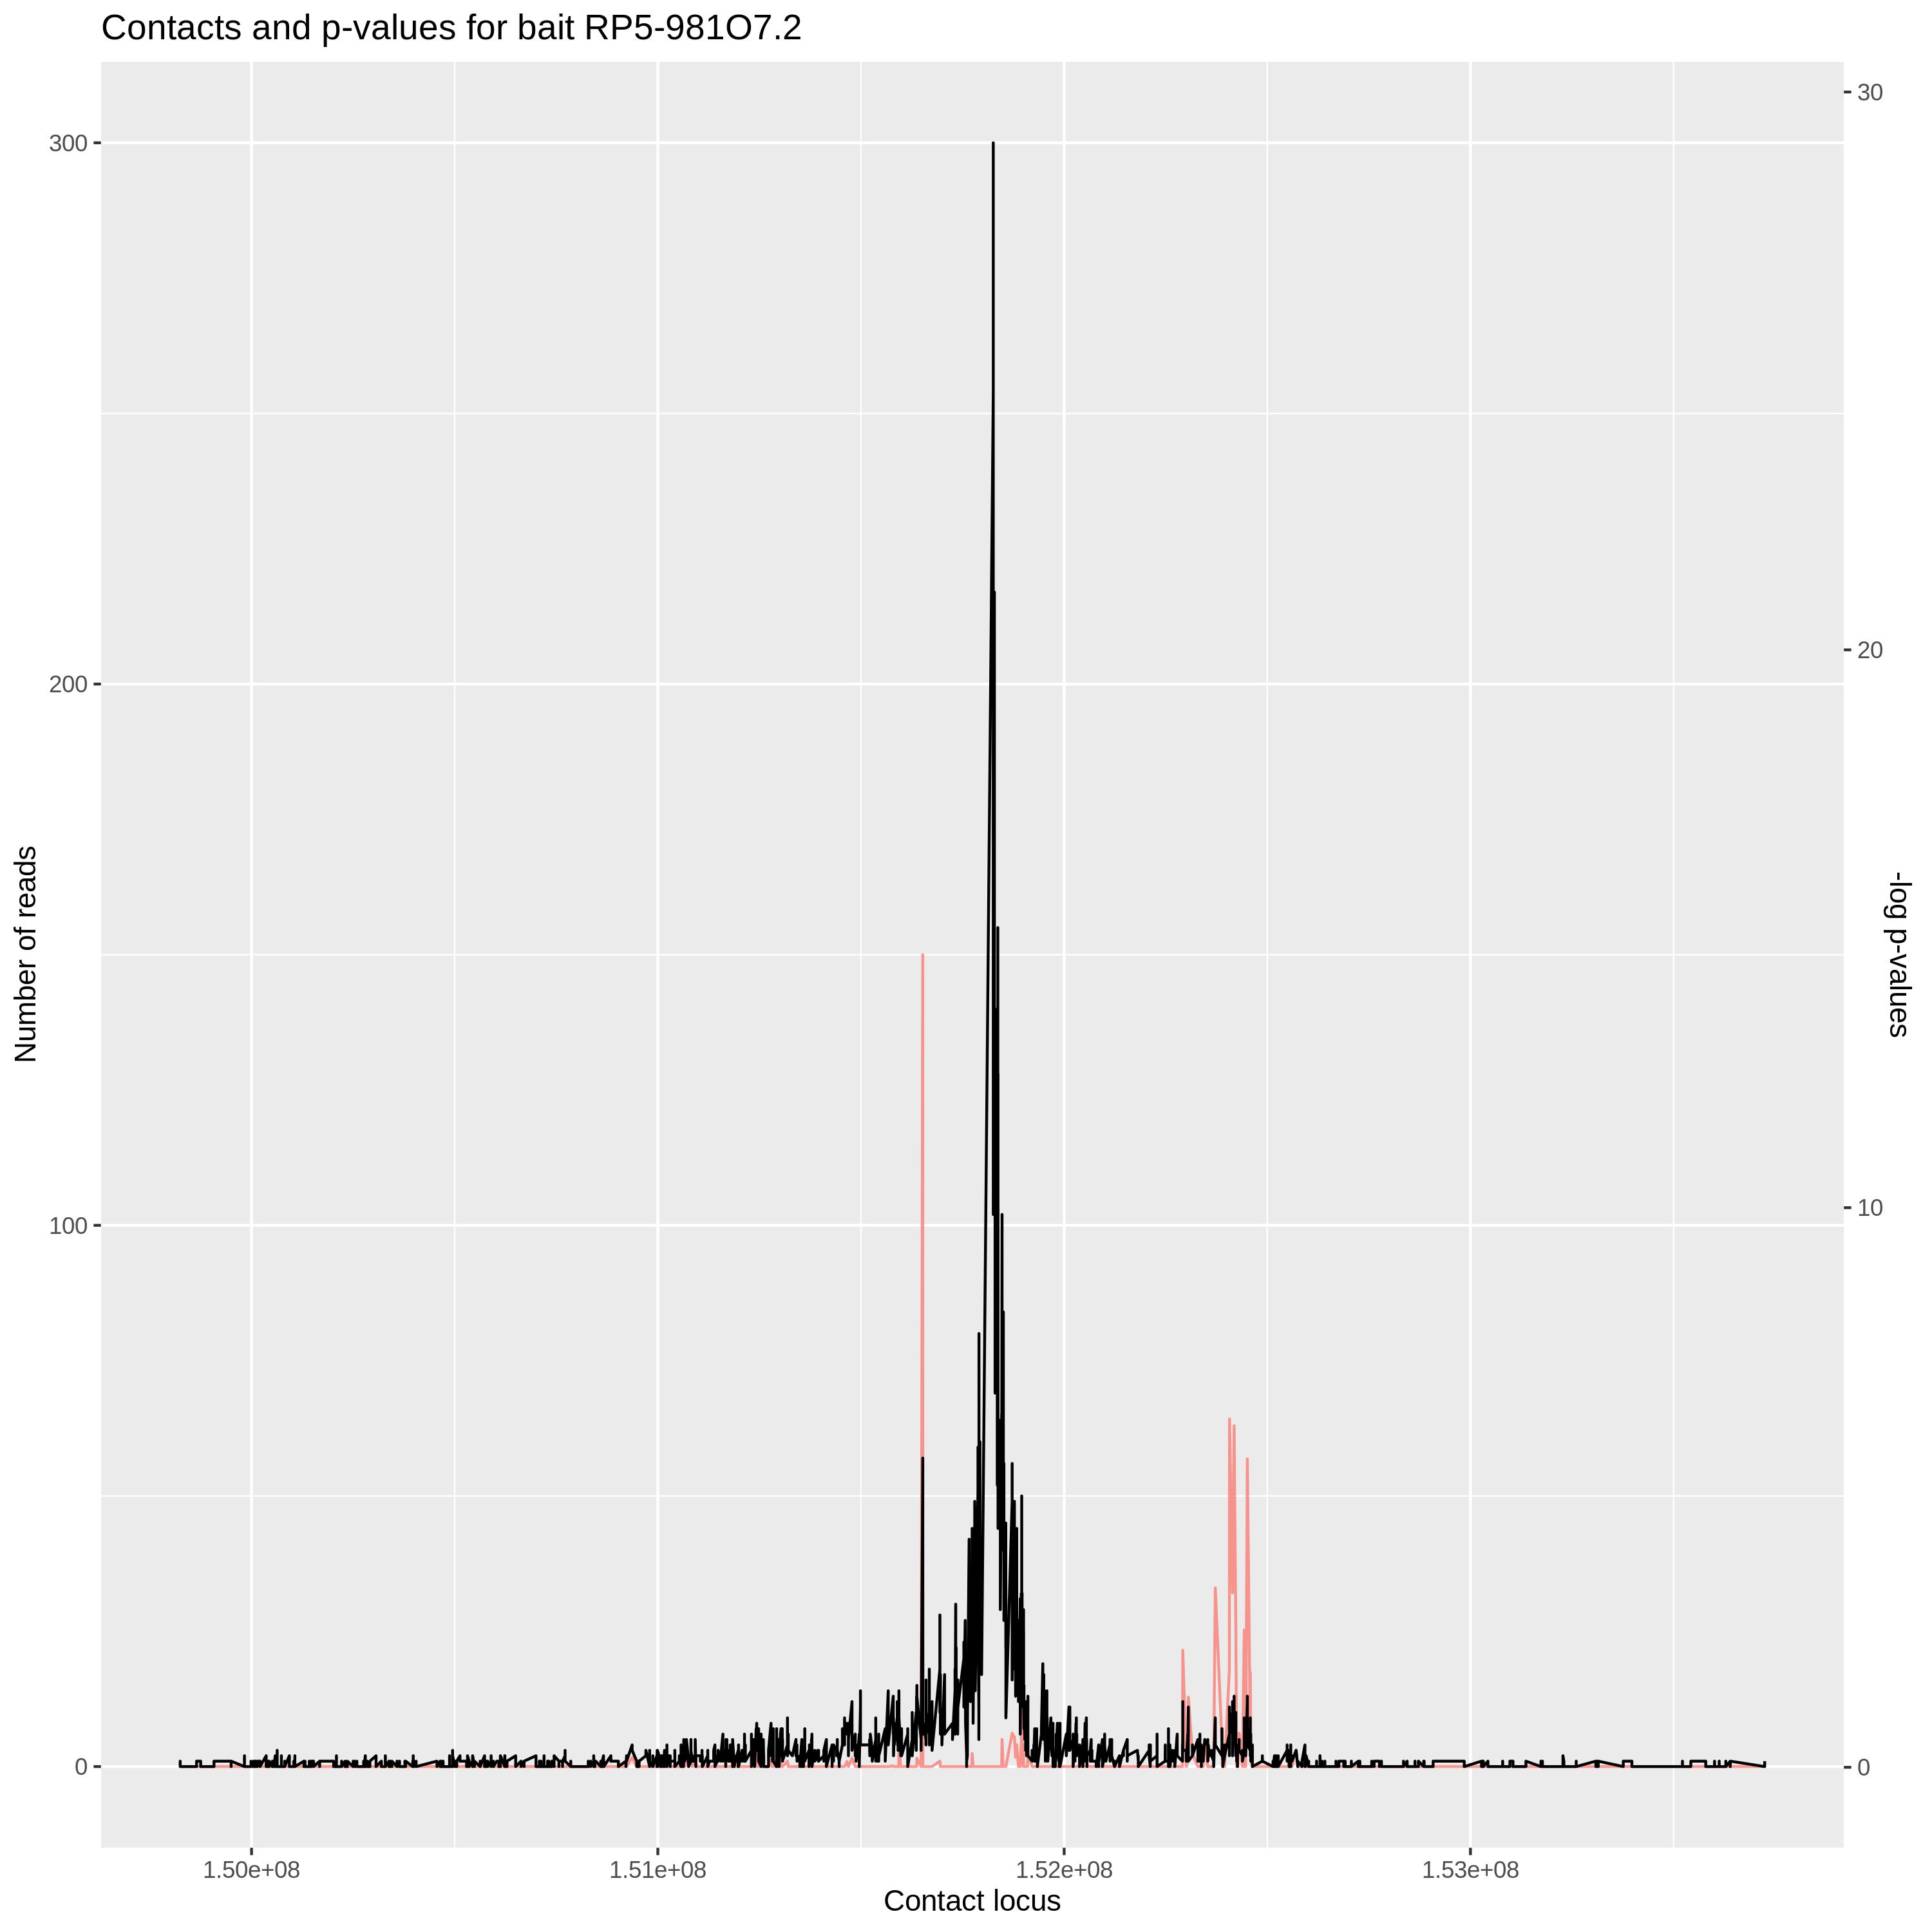 Contacts and p-values for bait RP5-981O7.2
300
200
100
0
30
20
10
0
Number of reads
-log p-values
1.50e+08
1.51e+08
1.52e+08
1.53e+08
Contact locus